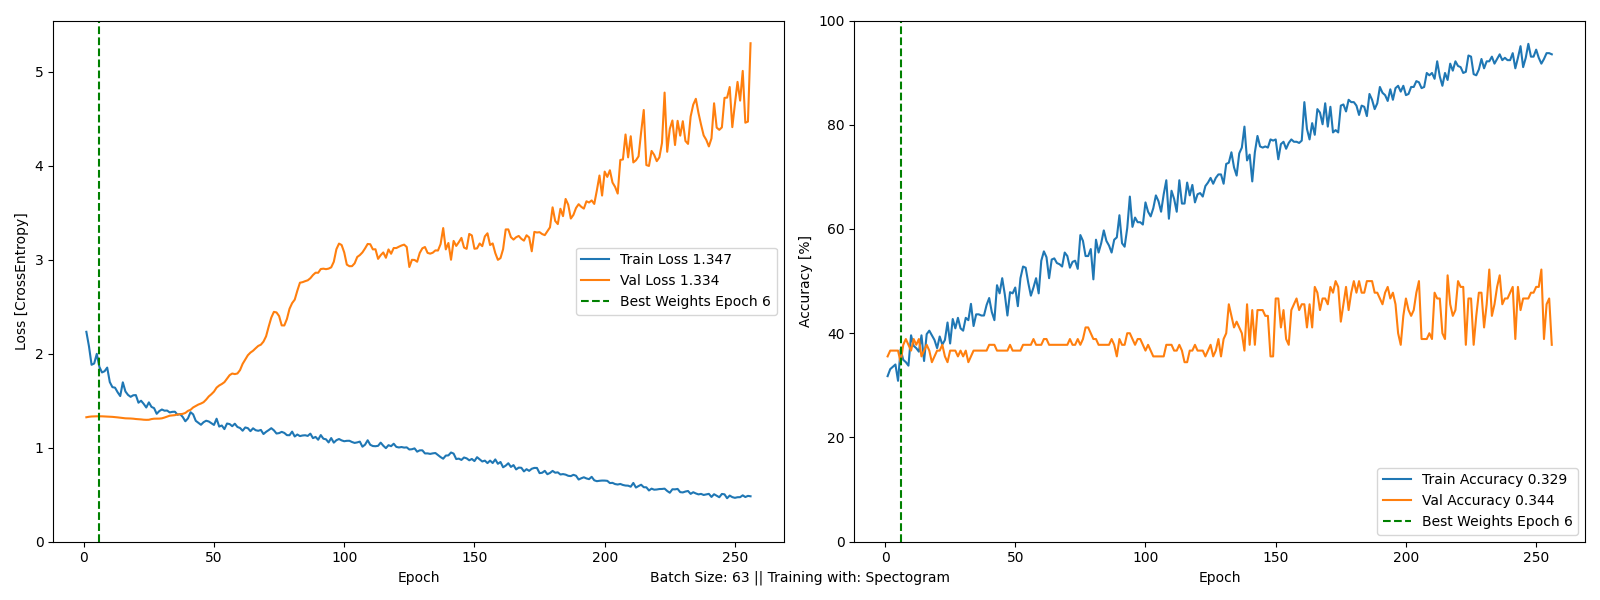 5
4
3
2
1
0
Loss [CrossEntropy]
Train Loss 1.347
Val Loss 1.334
Best Weights Epoch 6
0 50 100 150 200 250
Epoch
100
80
60
40
20
0
Accuracy [%]
Train Accuracy 0.329
Val Accuracy 0.344
Best Weights Epoch 6
0 50 100 150 200 250
Epoch
Batch Size: 63 || Training with: Spectogram